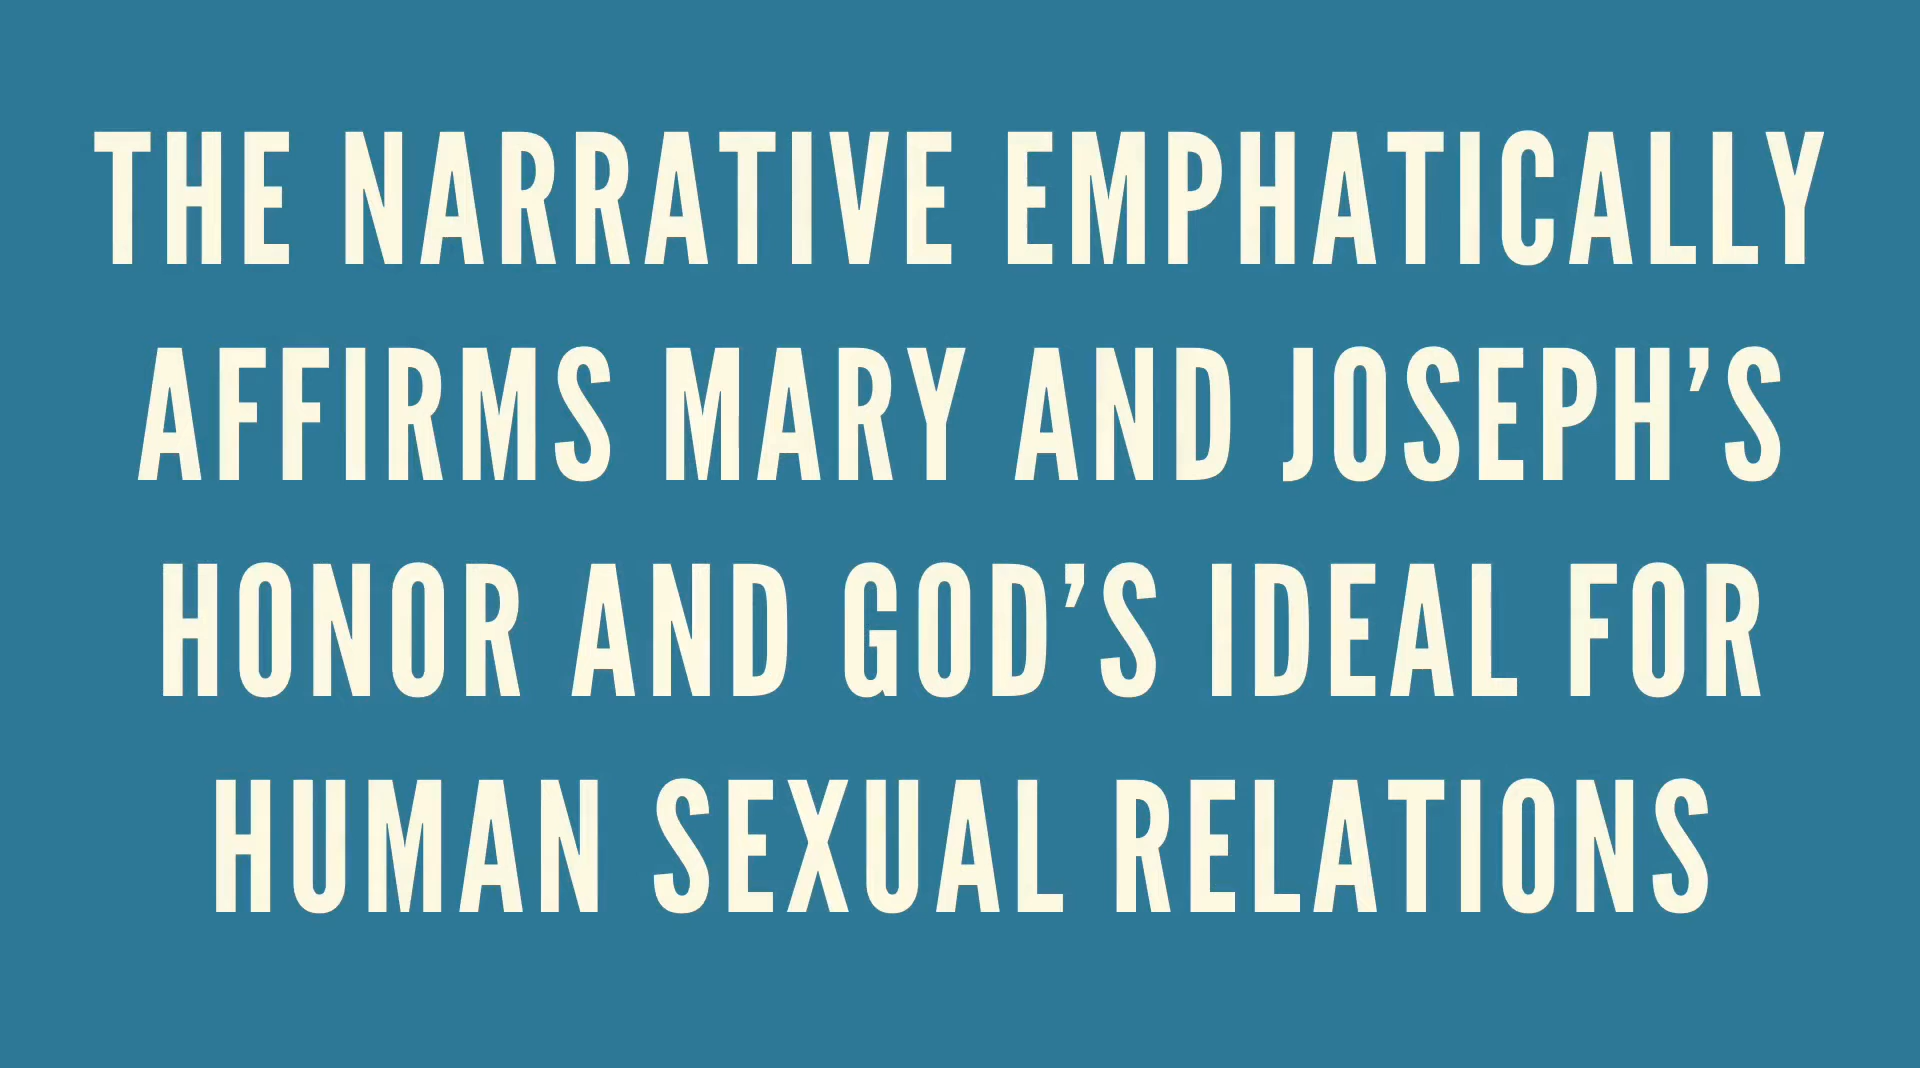 THE NARRATIVE EMPHATICALLY
AFFIRMS MARY AND JOSEPH’S
HONOR AND GOD’S IDEAL FOR
HUMAN SEXUAL RELATIONS